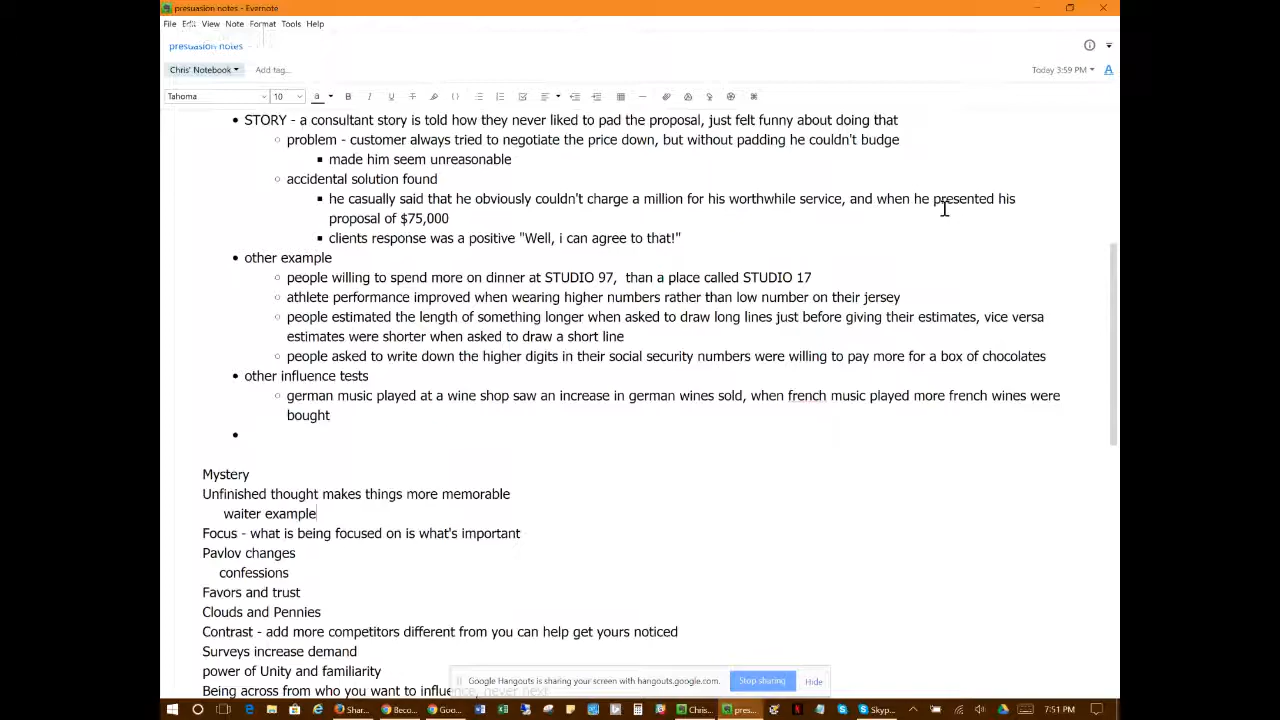 presuasion notes - Evernote
File Edit View Note Format Tools Help
presuasion notes
Chris' Notebook Add tag... Today 3:59 PM
Tahoma 10 a B I U T
• STORY - a consultant story is told how they never liked to pad the proposal, just felt funny about doing that
○ problem - customer always tried to negotiate the price down, but without padding he couldn't budge
▪ made him seem unreasonable
○ accidental solution found
▪ he casually said that he obviously couldn't charge a million for his worthwhile service, and when he presented his
proposal of $75,000
▪ clients response was a positive "Well, i can agree to that!"
• other example
○ people willing to spend more on dinner at STUDIO 97, than a place called STUDIO 17
○ athlete performance improved when wearing higher numbers rather than low number on their jersey
○ people estimated the length of something longer when asked to draw long lines just before giving their estimates, vice versa
estimates were shorter when asked to draw a short line
○ people asked to write down the higher digits in their social security numbers were willing to pay more for a box of chocolates
• other influence tests
○ german music played at a wine shop saw an increase in german wines sold, when french music played more french wines were
bought
•
Mystery
Unfinished thought makes things more memorable
waiter example
Focus - what is being focused on is what's important
Pavlov changes
confessions
Favors and trust
Clouds and Pennies
Contrast - add more competitors different from you can help get yours noticed
Surveys increase demand
power of Unity and familiarity
Google Hangouts is sharing your screen with hangouts.google.com. Stop sharing Hide
Being across from who you want to influence, never next
Shar... Beco... Goo... Chris... pres... Skyp... 7:51 PM